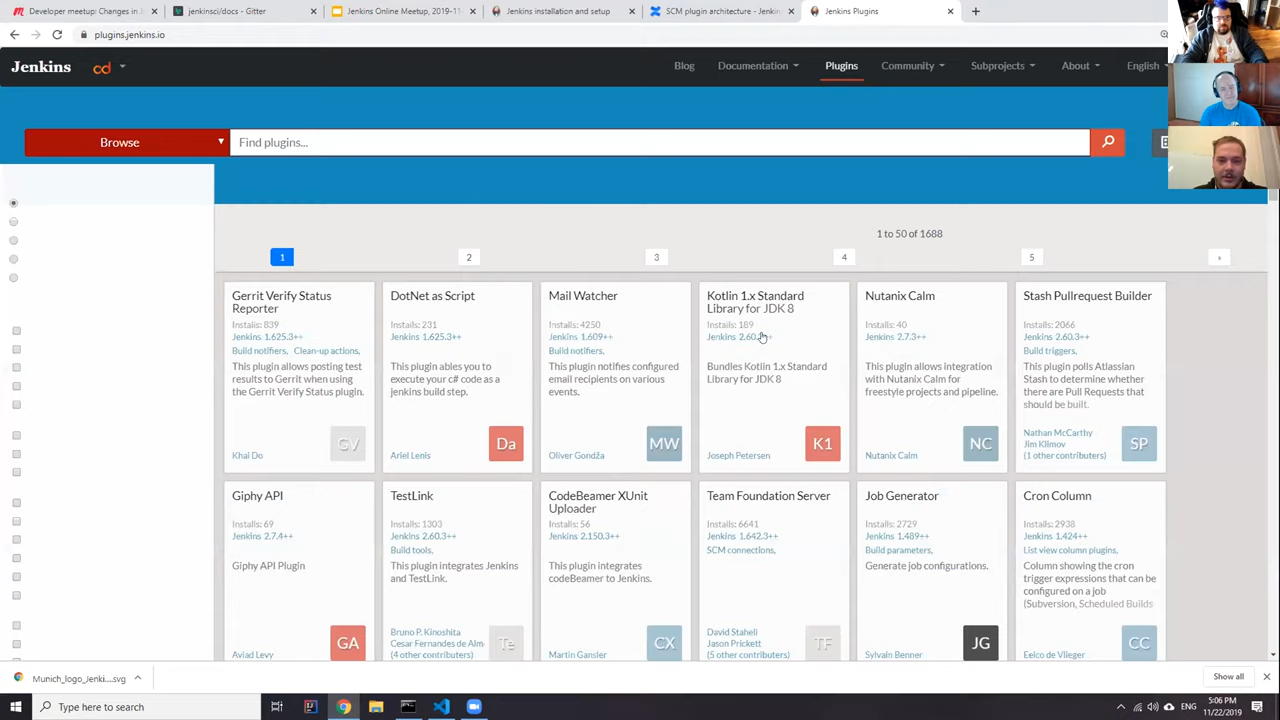 Developer meetup: Changes in J
jenkinsci/docs - Gitter
Jenkins Online Meetup, 2019-11-
Jenkins installation and setup
SCM plugin architecture - Jenkin
Jenkins Plugins
plugins.jenkins.io
Jenkins
cd
Blog
Documentation
Plugins
Community
Subprojects
About
English
Browse
Find plugins...
1 to 50 of 1688
1
2
3
4
5
»
Gerrit Verify Status
Reporter
Installs: 839
Jenkins 1.625.3++
Build notifiers, Clean-up actions,
This plugin allows posting test
results to Gerrit when using
the Gerrit Verify Status plugin.
Khai Do
GV
DotNet as Script
Installs: 231
Jenkins 1.625.3++
This plugin ables you to
execute your c# code as a
jenkins build step.
Ariel Lenis
Da
Mail Watcher
Installs: 4250
Jenkins 1.609++
Build notifiers,
This plugin notifies configured
email recipients on various
events.
Oliver Gondža
MW
Kotlin 1.x Standard
Library for JDK 8
Installs: 189
Jenkins 2.60.
Bundles Kotlin 1.x Standard
Library for JDK 8
Joseph Petersen
K1
Nutanix Calm
Installs: 40
Jenkins 2.7.3++
This plugin allows integration
with Nutanix Calm for
freestyle projects and pipeline.
Nutanix Calm
NC
Stash Pullrequest Builder
Installs: 2066
Jenkins 2.60.3++
Build triggers,
This plugin polls Atlassian
Stash to determine whether
there are Pull Requests that
should be built.
Nathan McCarthy
Jim Klimov
(1 other contributers)
SP
Giphy API
Installs: 69
Jenkins 2.7.4++
Giphy API Plugin
Aviad Levy
GA
TestLink
Installs: 1303
Jenkins 2.60.3++
Build tools,
This plugin integrates Jenkins
and TestLink.
Bruno P. Kinoshita
Cesar Fernandes de Alm
(4 other contributers)
Te
CodeBeamer XUnit
Uploader
Installs: 56
Jenkins 2.150.3++
This plugin integrates
codeBeamer to Jenkins.
Martin Gansler
CX
Team Foundation Server
Installs: 6641
Jenkins 1.642.3++
SCM connections,
David Staheli
Jason Prickett
(5 other contributers)
TF
Job Generator
Installs: 2729
Jenkins 1.489++
Build parameters,
Generate job configurations.
Sylvain Benner
JG
Cron Column
Installs: 2938
Jenkins 1.424++
List view column plugins,
Column showing the cron
trigger expressions that can be
configured on a job
(Subversion, Scheduled Builds
Eelco de Vlieger
CC
Munich_logo_Jenki....svg
Show all
Type here to search
ENG
5:06 PM
11/22/2019